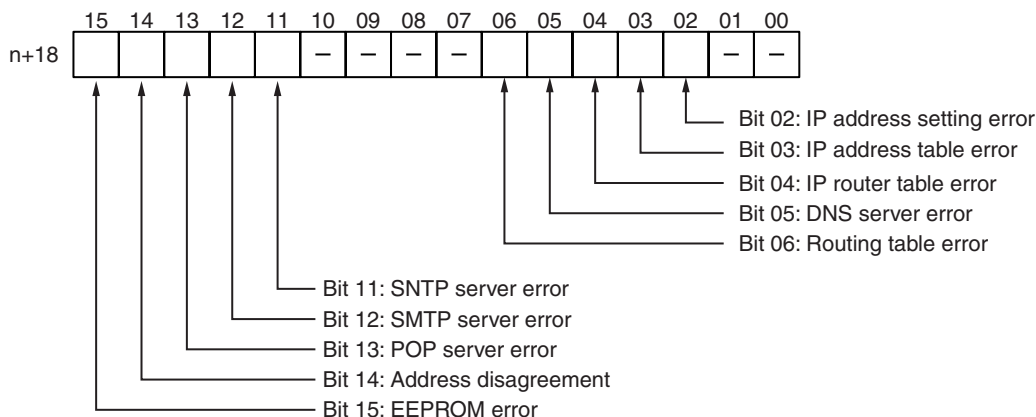 15 14 13 12 11 10 09 08 07 06 05 04 03 02 01 00
n+18 – – – – – –
Bit 02: IP address setting error
Bit 03: IP address table error
Bit 04: IP router table error
Bit 05: DNS server error
Bit 06: Routing table error
Bit 11: SNTP server error
Bit 12: SMTP server error
Bit 13: POP server error
Bit 14: Address disagreement
Bit 15: EEPROM error